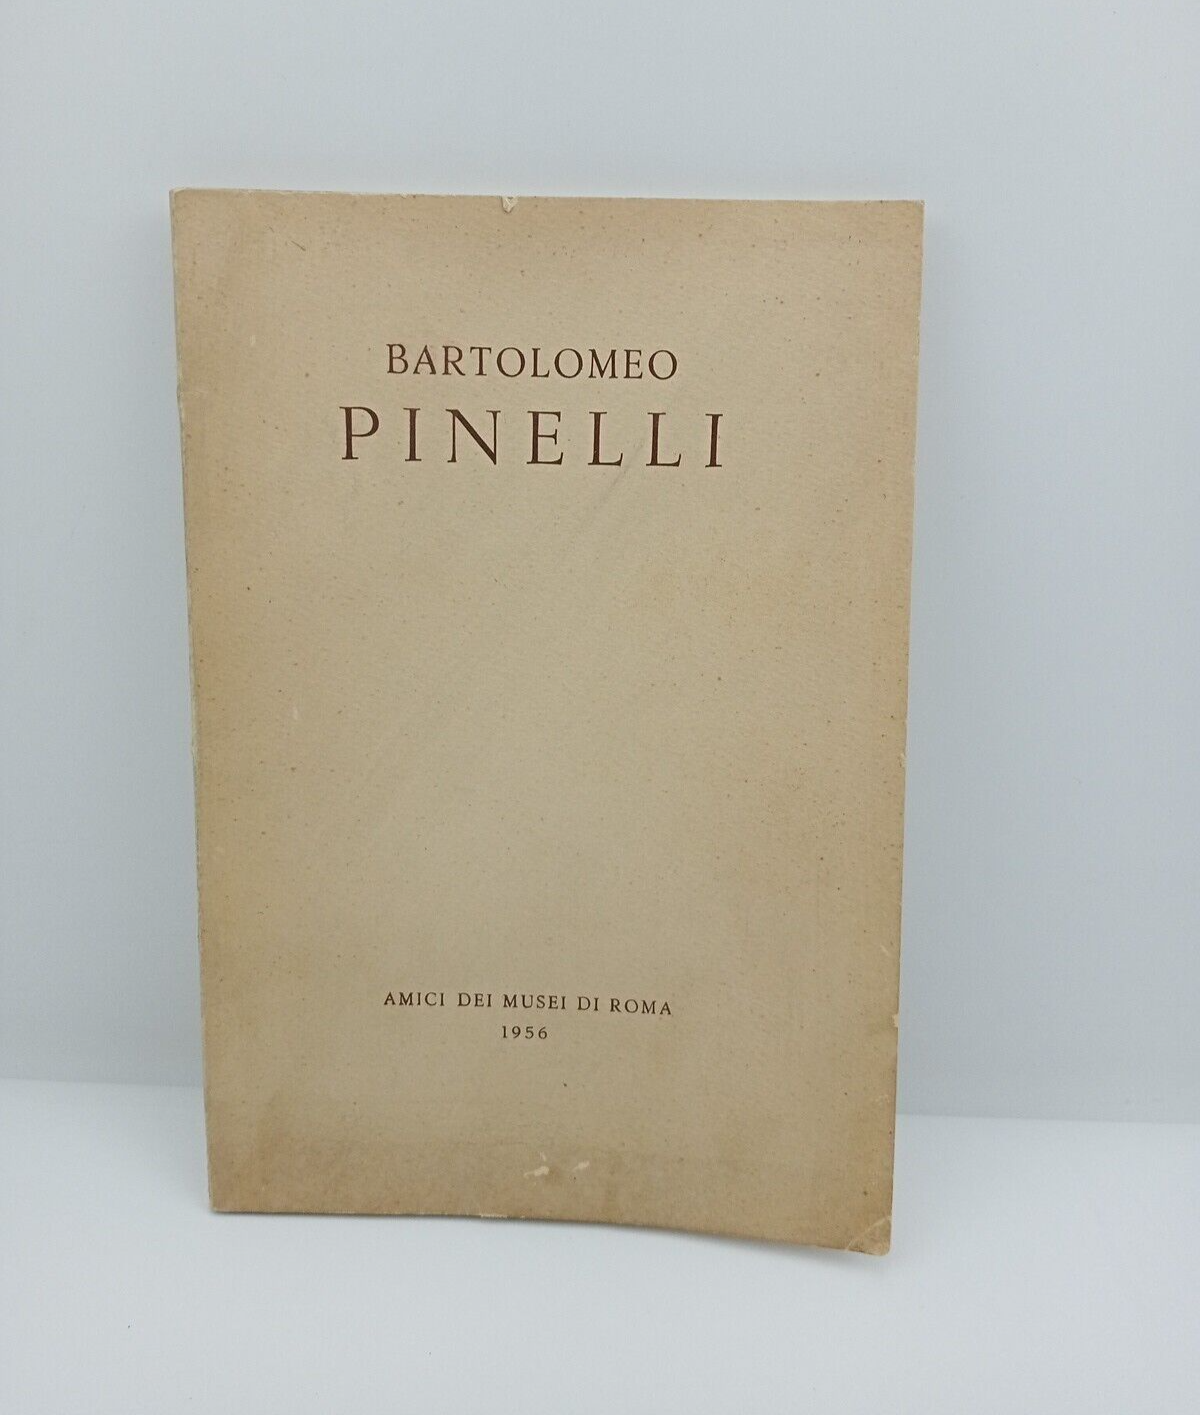 BARTOLOMEO
PINELLI
AMICI DEI MUSEI DI ROMA
1956